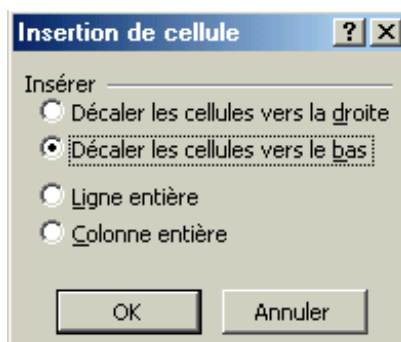 Insertion de cellule
Insérer
Décaler les cellules vers la droite
Décaler les cellules vers le bas
Ligne entière
Colonne entière
OK Annuler